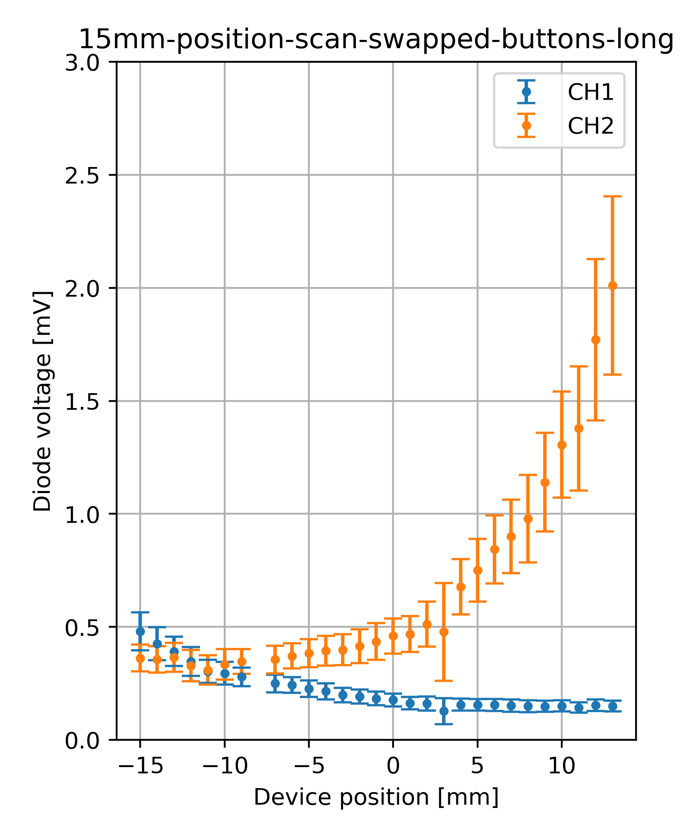 15mm-position-scan-swapped-buttons-long
CH1
CH2
Diode voltage [mV]
3.0
2.5
2.0
1.5
1.0
0.5
0.0
−15 −10 −5 0 5 10
Device position [mm]